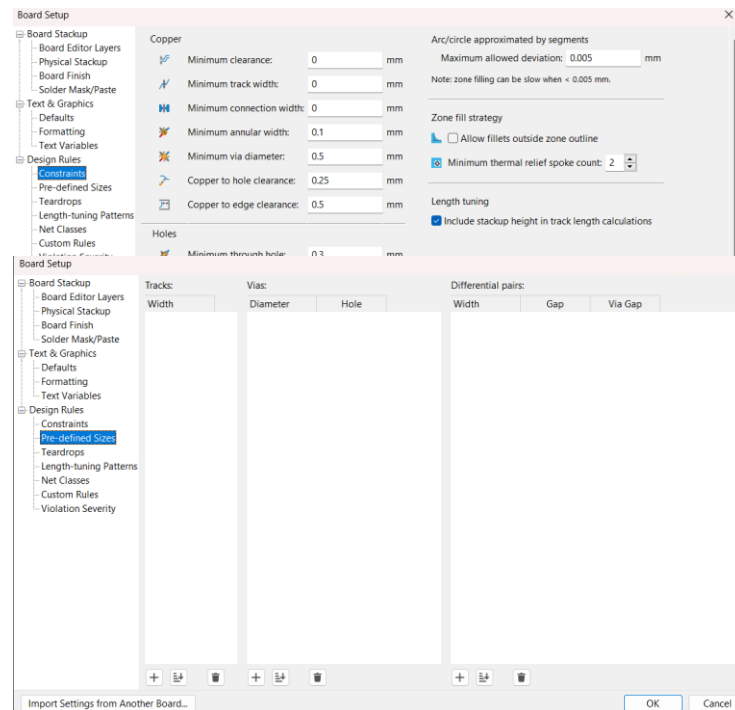 Board Setup
Board Stackup
Board Editor Layers
Physical Stackup
Board Finish
Solder Mask/Paste
Text & Graphics
Defaults
Formatting
Text Variables
Design Rules
Constraints
Pre-defined Sizes
Teardrops
Length-tuning Patterns
Net Classes
Custom Rules
Copper
Minimum clearance: 0 mm
Minimum track width: 0 mm
Minimum connection width: 0 mm
Minimum annular width: 0.1 mm
Minimum via diameter: 0.5 mm
Copper to hole clearance: 0.25 mm
Copper to edge clearance: 0.5 mm
Holes
Minimum through hole: 0.3 mm
Arc/circle approximated by segments
Maximum allowed deviation: 0.005 mm
Note: zone filling can be slow when < 0.005 mm.
Zone fill strategy
Allow fillets outside zone outline
Minimum thermal relief spoke count: 2
Length tuning
Include stackup height in track length calculations
Board Setup
Board Stackup
Board Editor Layers
Physical Stackup
Board Finish
Solder Mask/Paste
Text & Graphics
Defaults
Formatting
Text Variables
Design Rules
Constraints
Pre-defined Sizes
Teardrops
Length-tuning Patterns
Net Classes
Custom Rules
Violation Severity
Tracks:
Width
Vias:
Diameter Hole
Differential pairs:
Width Gap Via Gap
Import Settings from Another Board...
OK Cancel